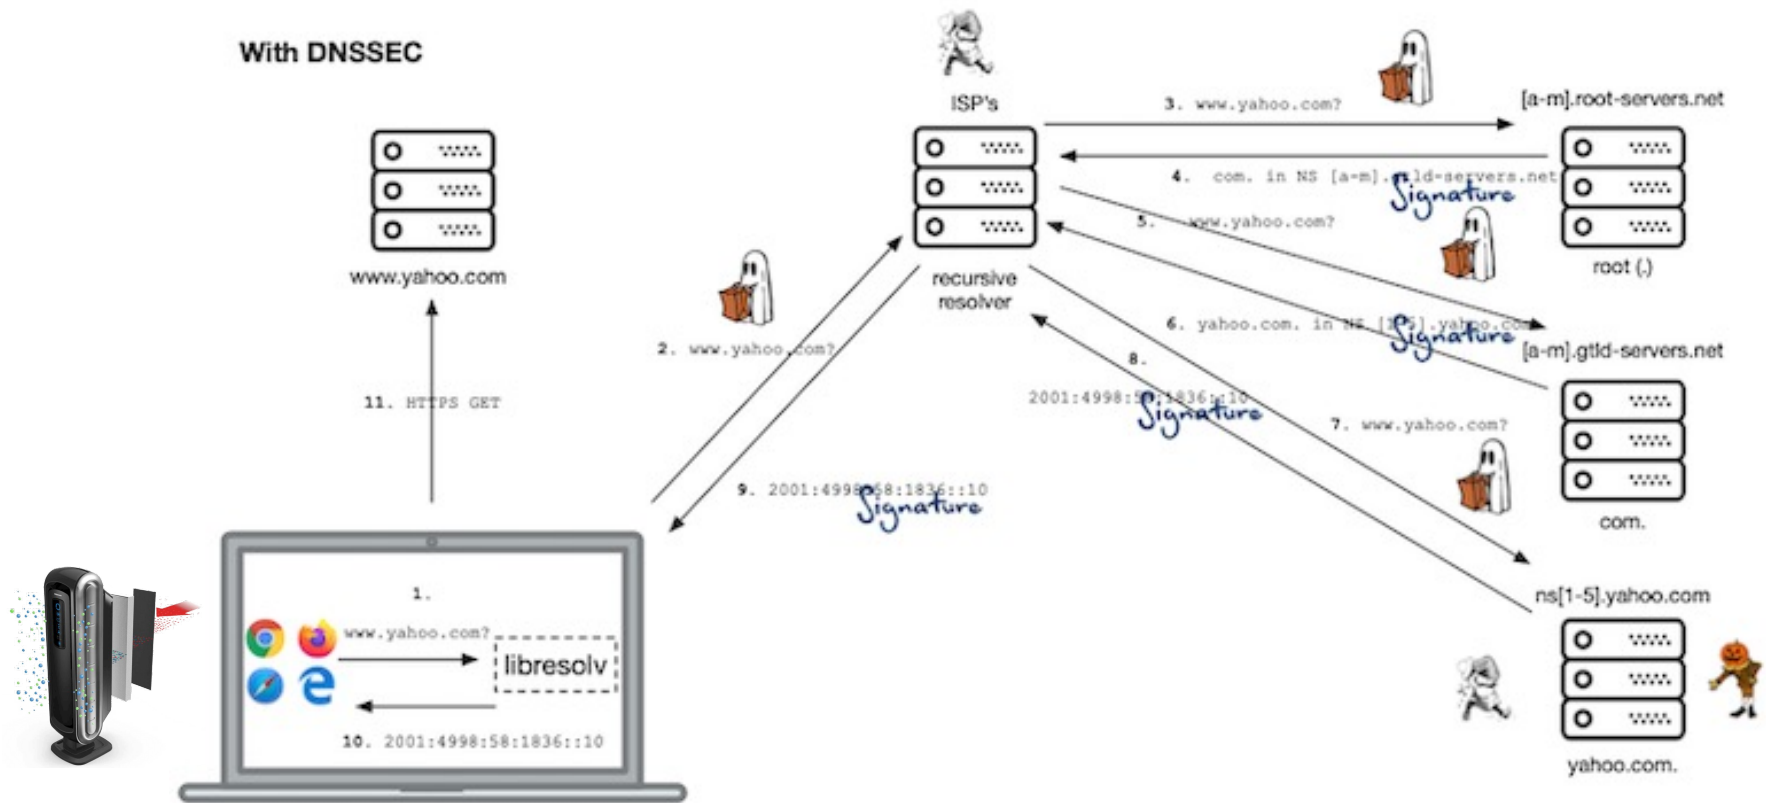 With DNSSEC
ISP's
3. www.yahoo.com?
[a-m].root-servers.net
4. com. in NS [a-m].gtld-servers.net
Signature
5. www.yahoo.com?
root (.)
www.yahoo.com
recursive
resolver
2. www.yahoo.com?
6. yahoo.com. in NS [1-5].yahoo.com
Signature
[a-m].gtld-servers.net
8.
2001:4998:58:1836::10
Signature
11. HTTPS GET
7. www.yahoo.com?
9. 2001:4998:58:1836::10
Signature
com.
1.
www.yahoo.com?
libresolv
10. 2001:4998:58:1836::10
ns[1-5].yahoo.com
yahoo.com.